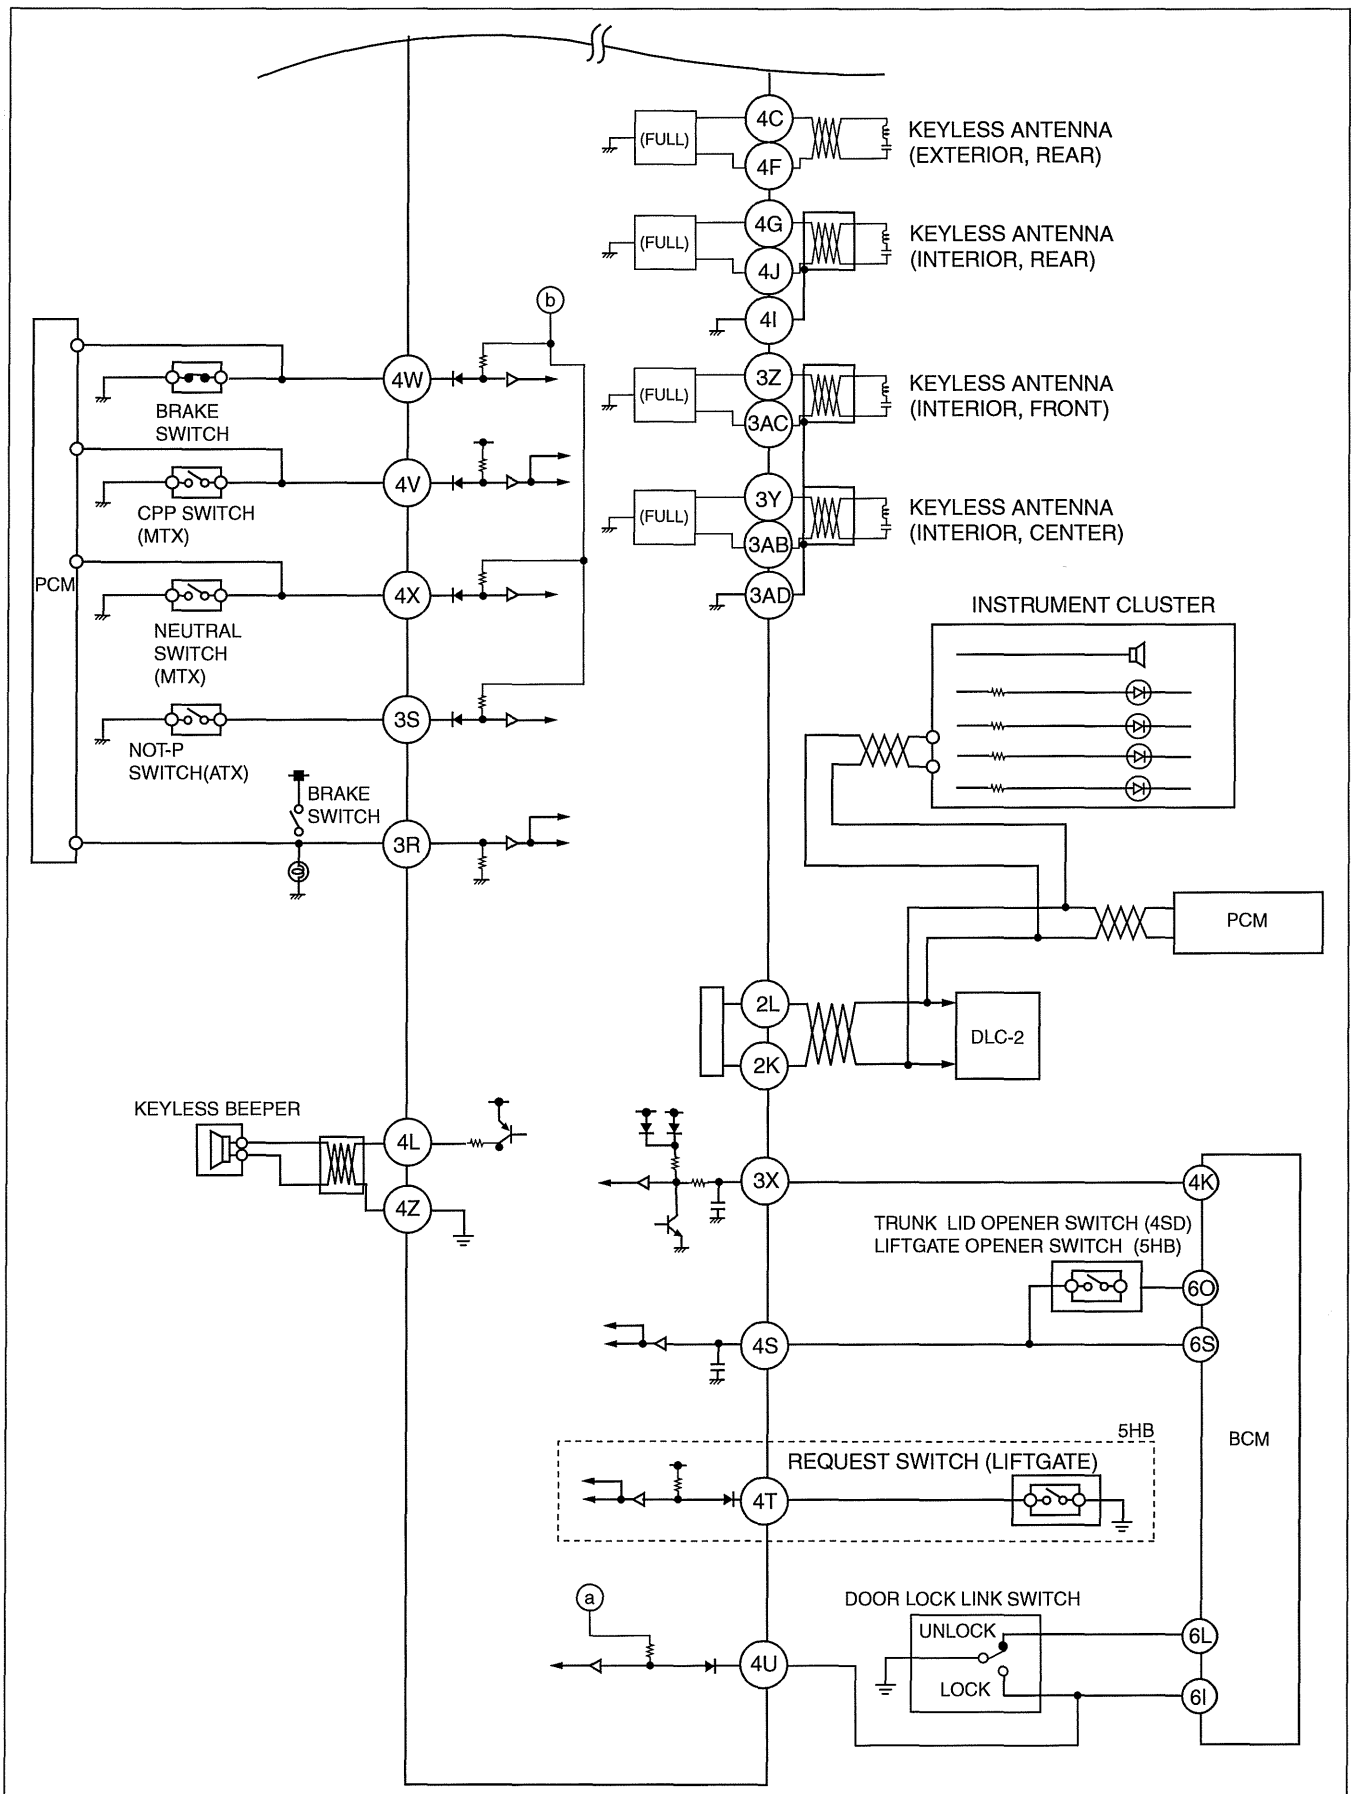 4C
(FULL)
4F
KEYLESS ANTENNA
(EXTERIOR, REAR)
4G
(FULL)
4J
4I
KEYLESS ANTENNA
(INTERIOR, REAR)
b
4W
BRAKE
SWITCH
3Z
(FULL)
3AC
KEYLESS ANTENNA
(INTERIOR, FRONT)
4V
CPP SWITCH
(MTX)
3Y
(FULL)
3AB
3AD
KEYLESS ANTENNA
(INTERIOR, CENTER)
PCM
4X
NEUTRAL
SWITCH
(MTX)
INSTRUMENT CLUSTER
3S
NOT-P
SWITCH(ATX)
BRAKE
SWITCH
3R
PCM
2L
2K
DLC-2
KEYLESS BEEPER
4L
4Z
3X
4K
TRUNK LID OPENER SWITCH (4SD)
LIFTGATE OPENER SWITCH (5HB)
6O
4S
6S
BCM
5HB
REQUEST SWITCH (LIFTGATE)
4T
a
DOOR LOCK LINK SWITCH
UNLOCK
LOCK
4U
6L
6I